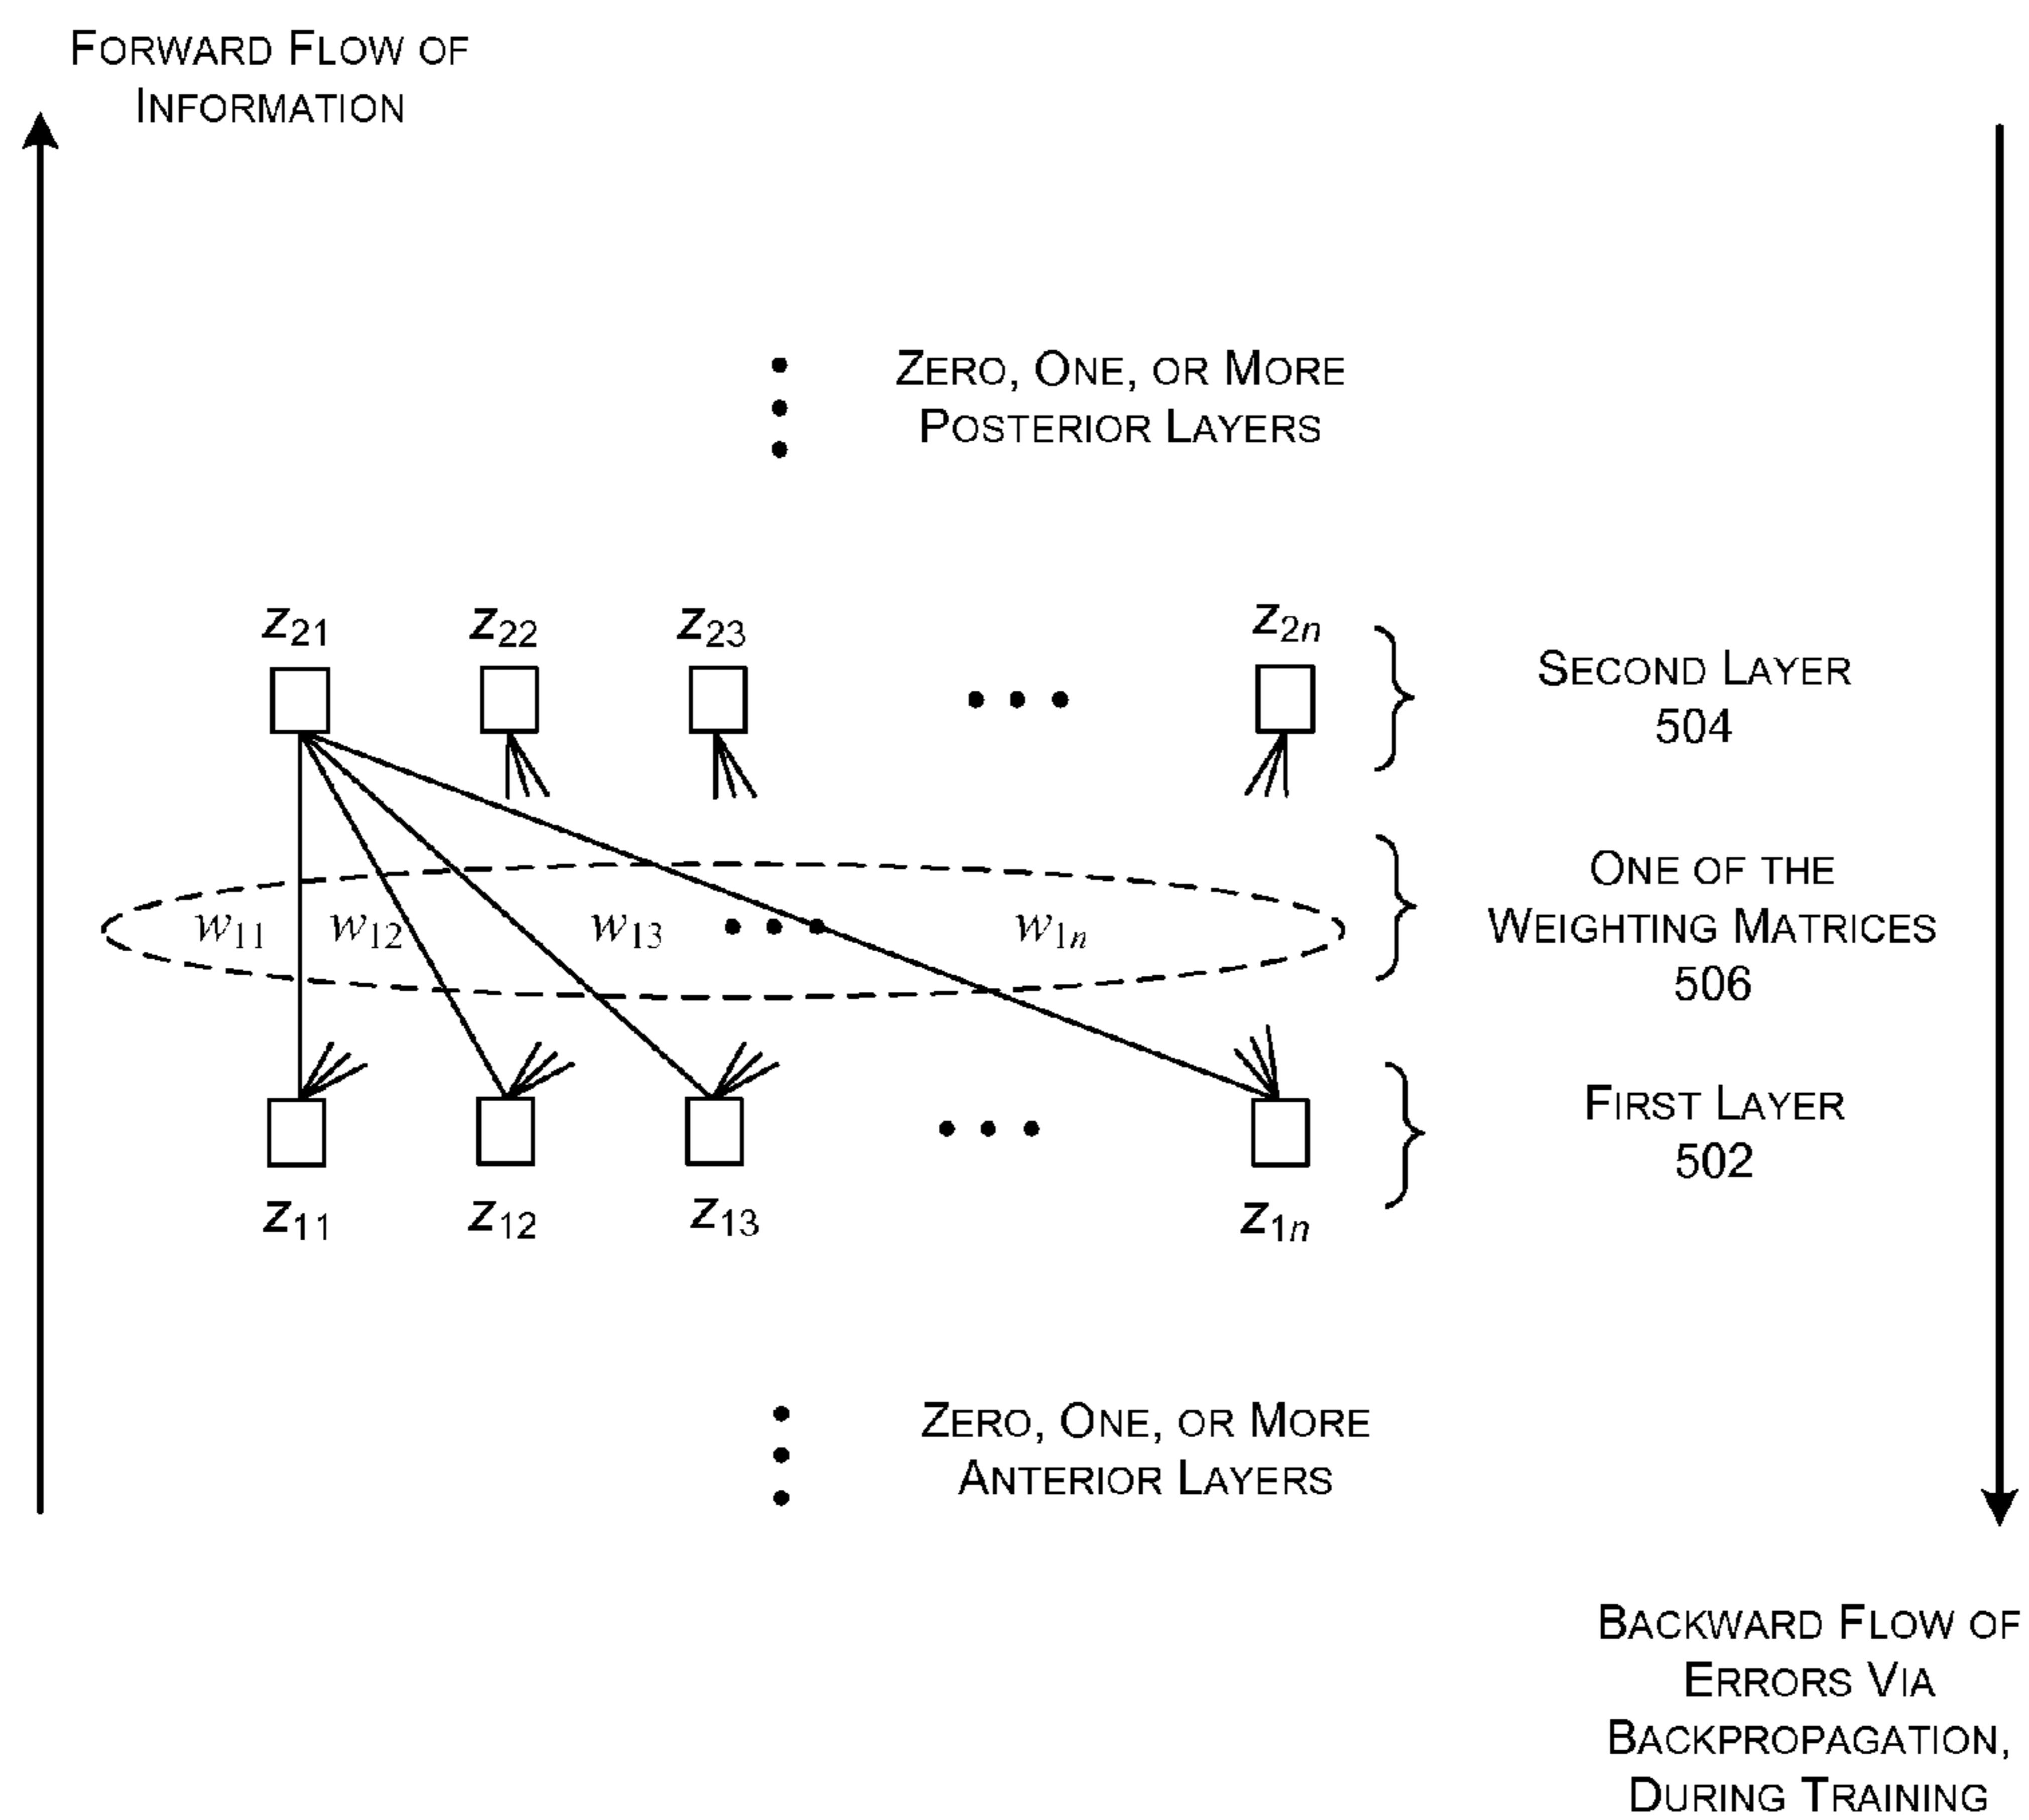 FORWARD FLOW OF
INFORMATION
ZERO, ONE, OR MORE
POSTERIOR LAYERS
z21 z22 z23 z2n
SECOND LAYER
504
w11 w12 w13 w1n
ONE OF THE
WEIGHTING MATRICES
506
FIRST LAYER
502
z11 z12 z13 z1n
ZERO, ONE, OR MORE
ANTERIOR LAYERS
BACKWARD FLOW OF
ERRORS VIA
BACKPROPAGATION,
DURING TRAINING